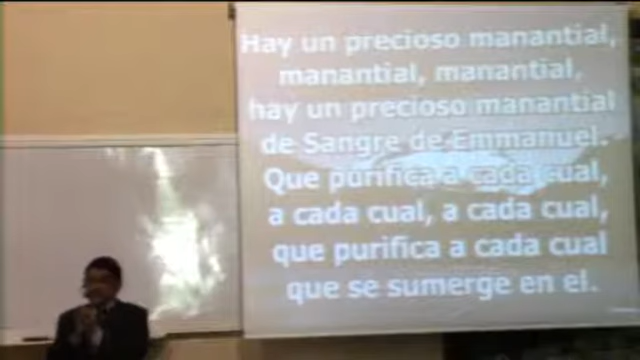 Hay un precioso manantial,
manantial, manantial,
hay un precioso manantial
de Sangre de Emmanuel.
Que purifica a cada cual,
a cada cual, a cada cual,
que purifica a cada cual
que se sumerge en el.